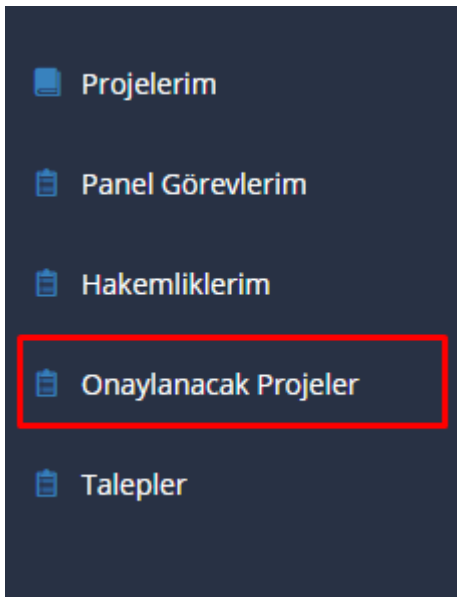 Projelerim
Panel Görevlerim
Hakemliklerim
Onaylanacak Projeler
Talepler